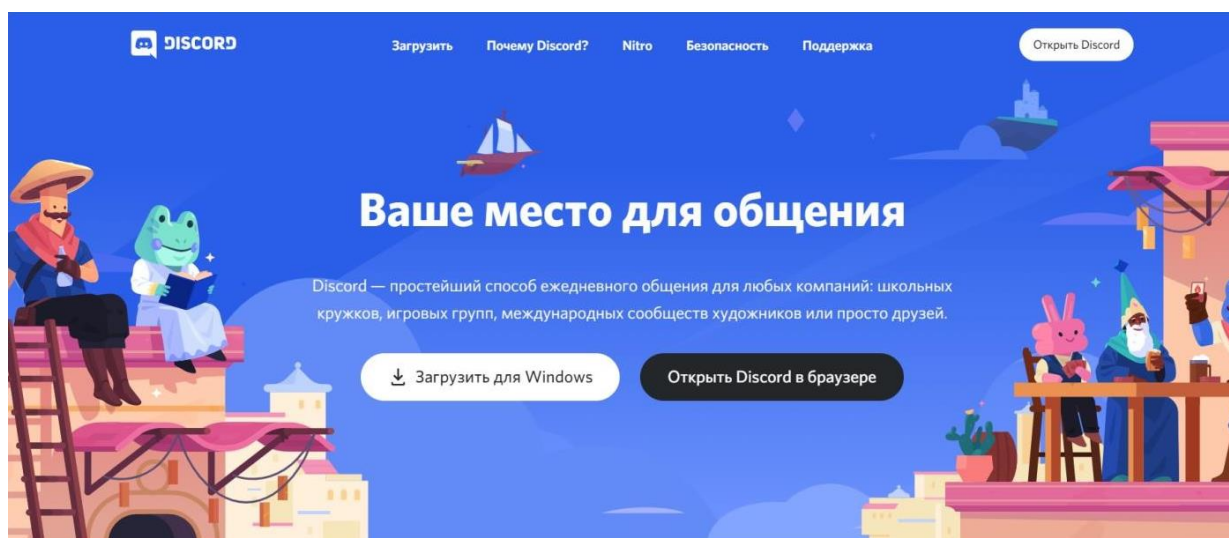 DISCORD
Загрузить Почему Discord? Nitro Безопасность Поддержка
Открыть Discord
Ваше место для общения
Discord — простейший способ ежедневного общения для любых компаний: школьных
кружков, игровых групп, международных сообществ художников или просто друзей.
Загрузить для Windows
Открыть Discord в браузере